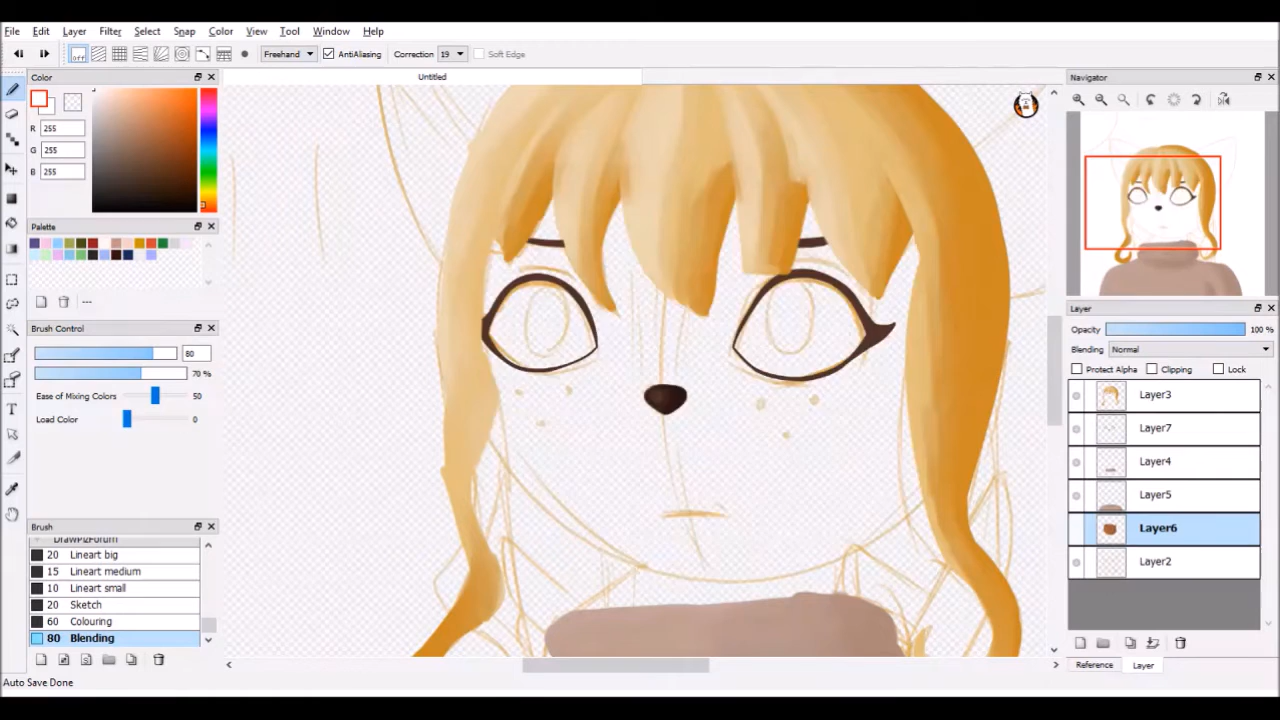 File Edit Layer Filter Select Snap Color View Tool Window Help
off Freehand AntiAliasing Correction 19 Soft Edge
Color
Untitled
Navigator
R 255
G 255
B 255
Palette
Brush Control
80
70 %
Ease of Mixing Colors 50
Load Color 0
Brush
DrawPlzForum
20 Lineart big
15 Lineart medium
10 Lineart small
20 Sketch
60 Colouring
80 Blending
Auto Save Done
Layer
Opacity 100 %
Blending Normal
Protect Alpha Clipping Lock
Layer3
Layer7
Layer4
Layer5
Layer6
Layer2
Reference Layer